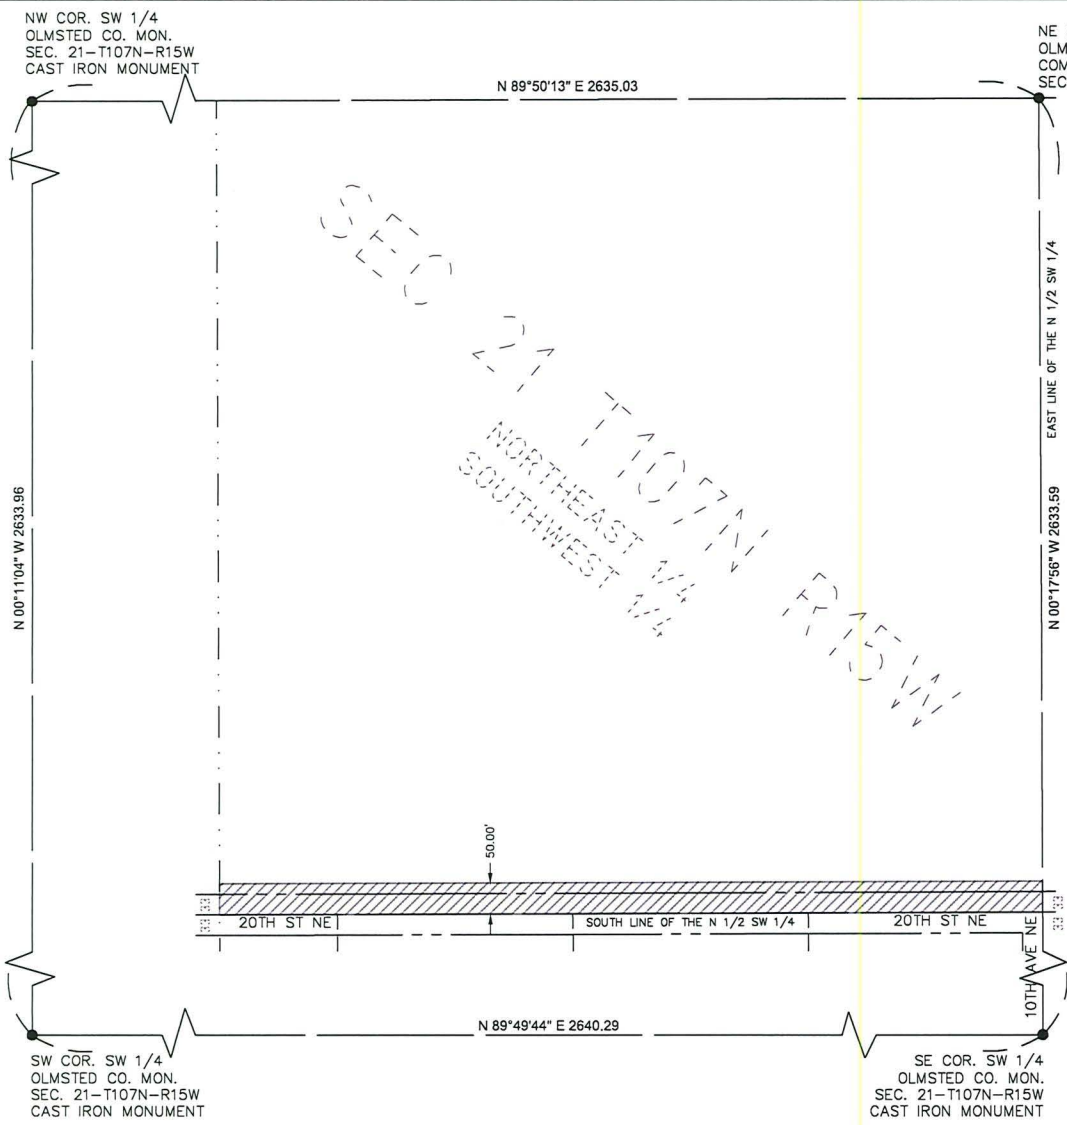 NW COR. SW 1/4
OLMSTED CO. MON.
SEC. 21-T107N-R15W
CAST IRON MONUMENT
NE
OLM
COM
SEC
N 89°50'13" E 2635.03
N 00°11'04" W 2633.96
EAST LINE OF THE N 1/2 SW 1/4
N 00°17'56" W 2633.59
SEC 21 T107N R15W
NORTHEAST 1/4
SOUTHWEST 1/4
50.00'
33
33
20TH ST NE
SOUTH LINE OF THE N 1/2 SW 1/4
20TH ST NE
33
33
10TH AVE NE
N 89°49'44" E 2640.29
SW COR. SW 1/4
OLMSTED CO. MON.
SEC. 21-T107N-R15W
CAST IRON MONUMENT
SE COR. SW 1/4
OLMSTED CO. MON.
SEC. 21-T107N-R15W
CAST IRON MONUMENT